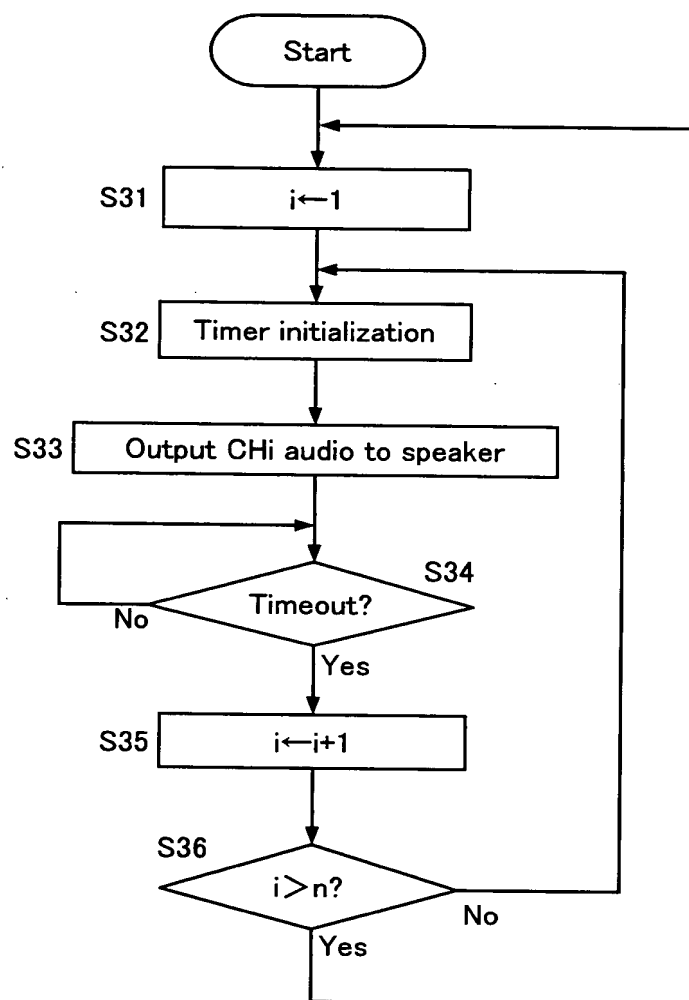 Start
S31
i←1
S32
Timer initialization
S33
Output CHi audio to speaker
S34
Timeout?
No
Yes
S35
i←i+1
S36
i>n?
No
Yes